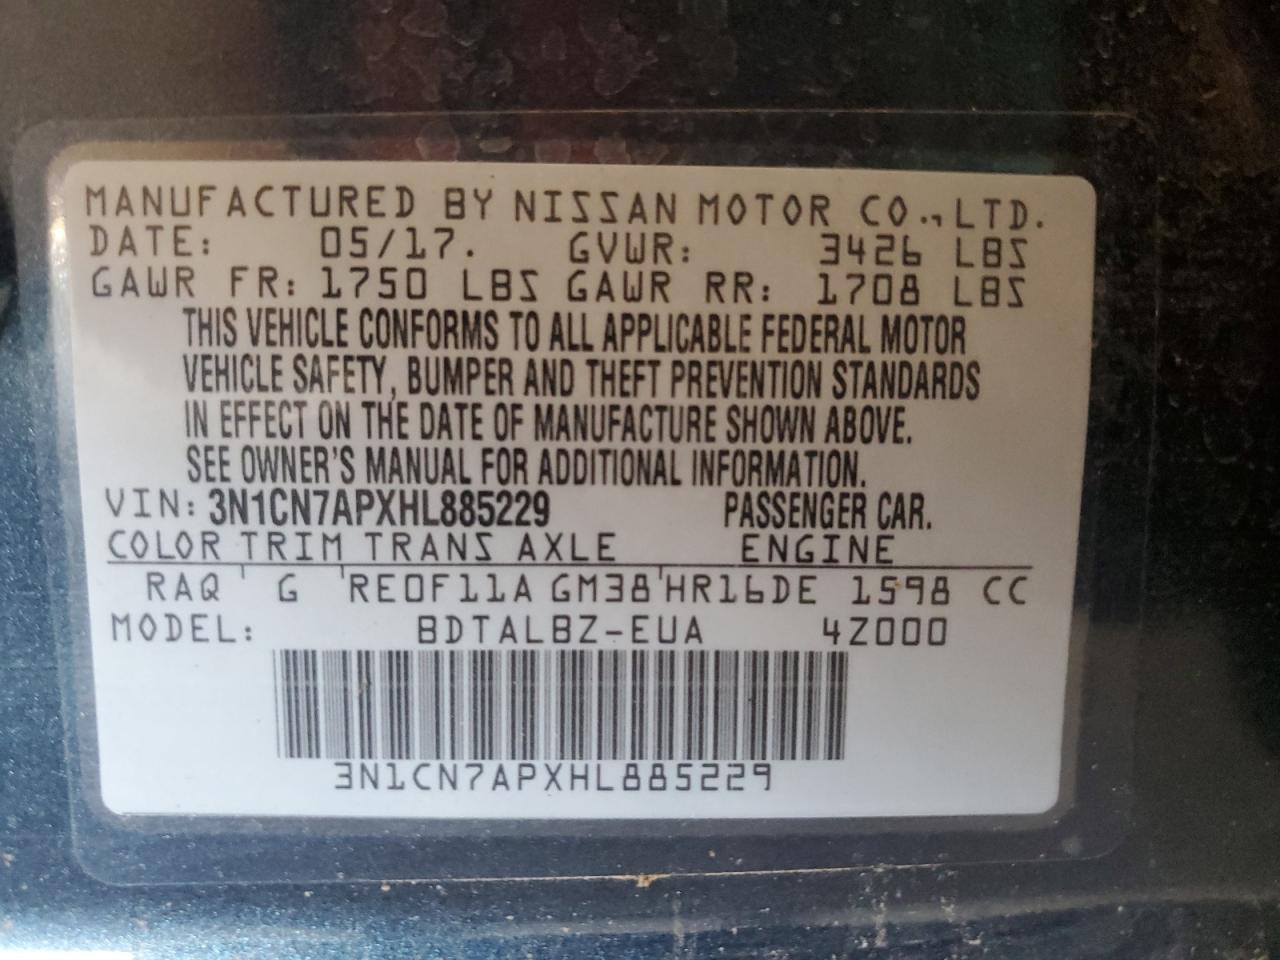 MANUFACTURED BY NISSAN MOTOR CO., LTD.
DATE: 05/17. GVWR: 3426 LBS
GAWR FR: 1750 LBS GAWR RR: 1708 LBS
THIS VEHICLE CONFORMS TO ALL APPLICABLE FEDERAL MOTOR
VEHICLE SAFETY, BUMPER AND THEFT PREVENTION STANDARDS
IN EFFECT ON THE DATE OF MANUFACTURE SHOWN ABOVE.
SEE OWNER'S MANUAL FOR ADDITIONAL INFORMATION.
VIN: 3N1CN7APXHL885229 PASSENGER CAR.
COLOR TRIM TRANS AXLE ENGINE
RAQ G RE0F11A GM38 HR16DE 1598 CC
MODEL: BDTALBZ-EUA 4Z000
3N1CN7APXHL885229